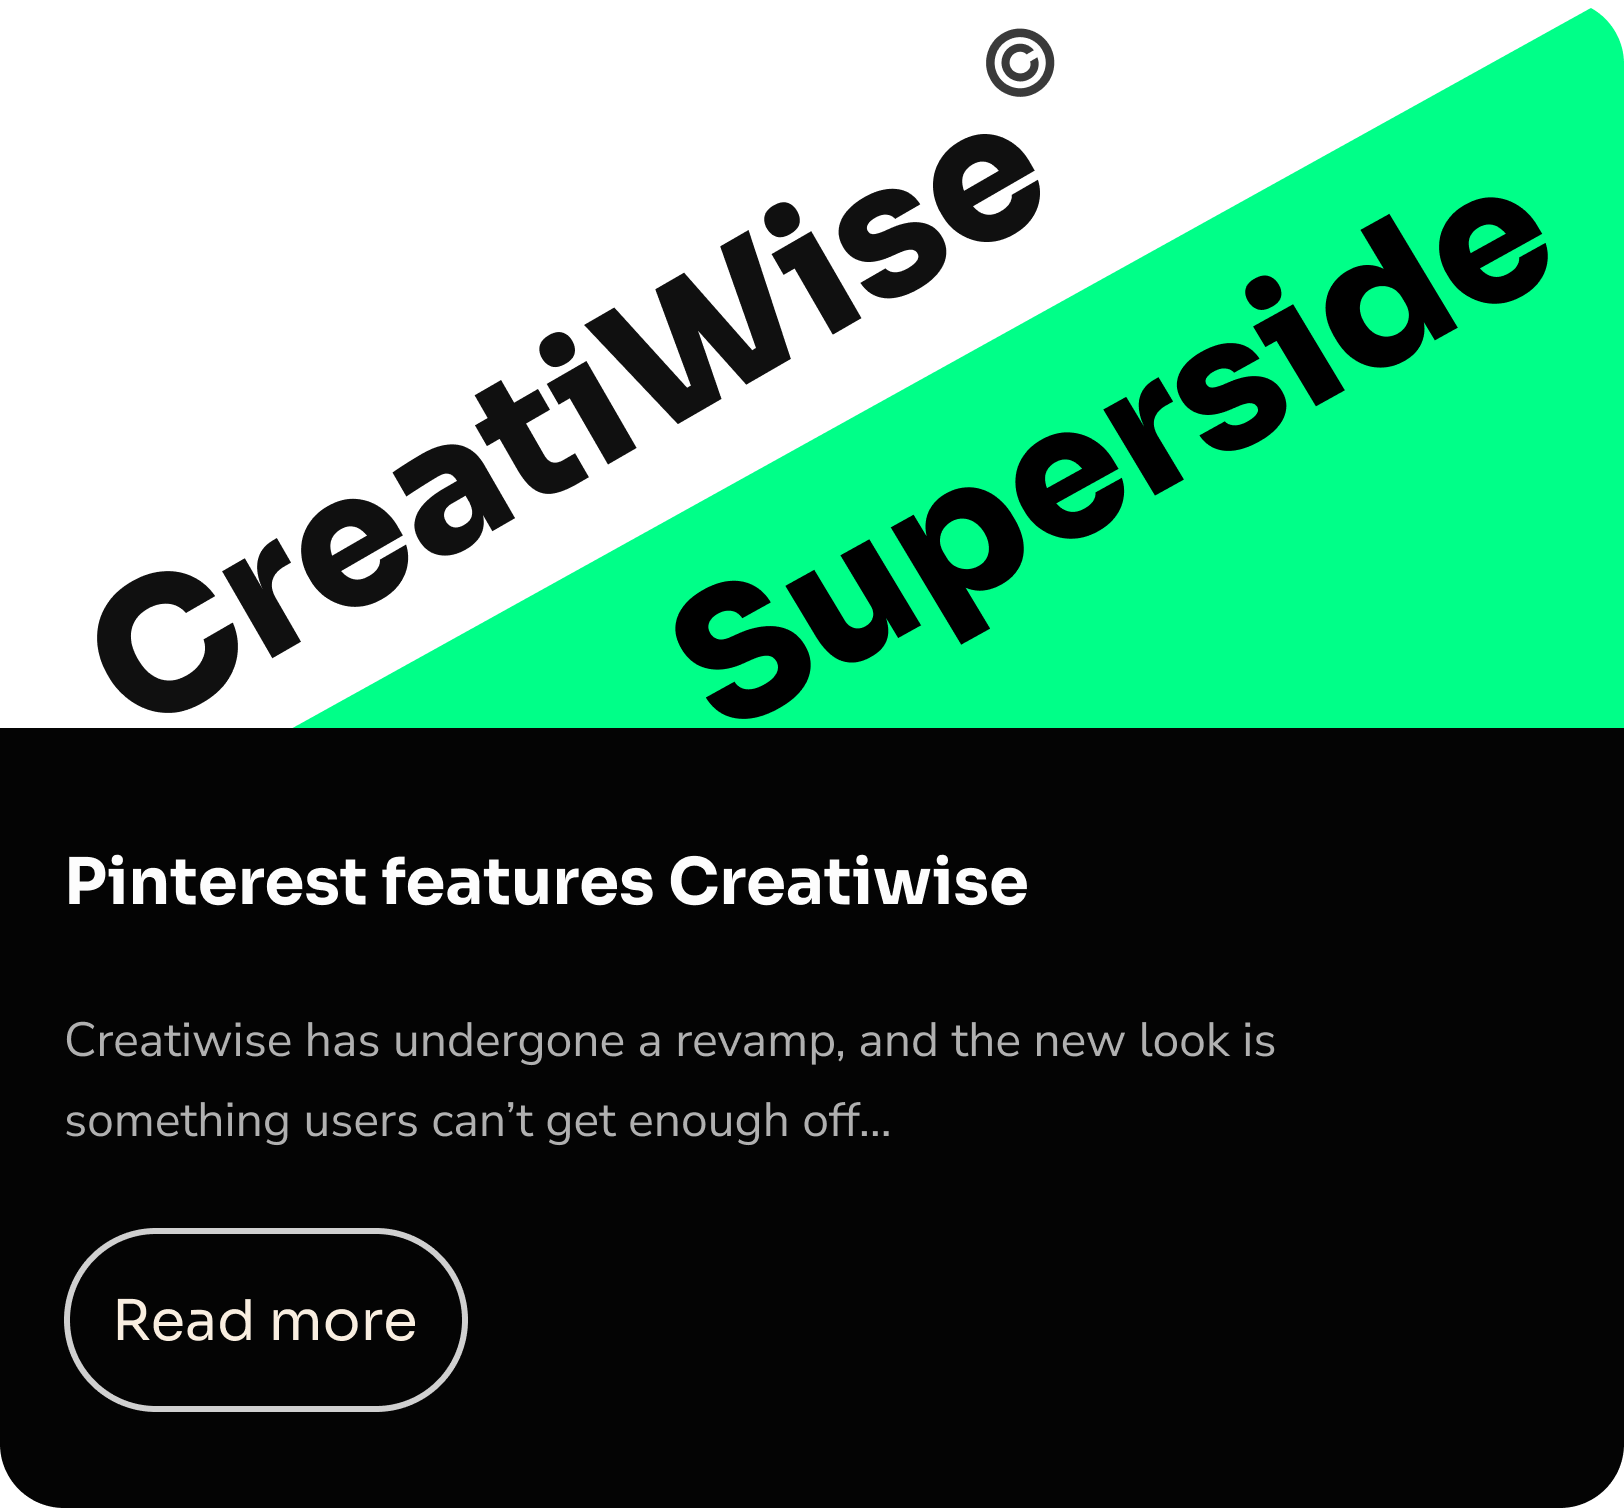 CreatiWise ©
Superside
Pinterest features Creatiwise
Creatiwise has undergone a revamp, and the new look is
something users can’t get enough off...
Read more